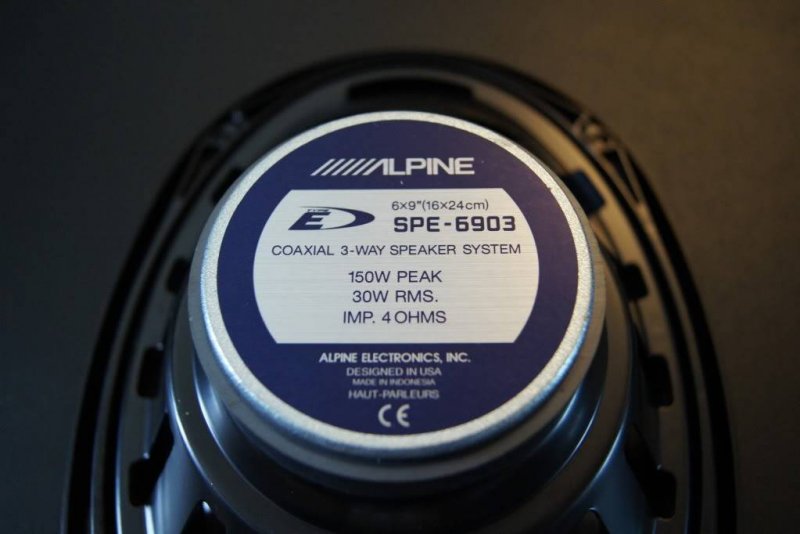 ALPINE
TYPE E
6×9"(16×24cm)
SPE-6903
COAXIAL 3-WAY SPEAKER SYSTEM
150W PEAK
30W RMS.
IMP. 4 OHMS
ALPINE ELECTRONICS, INC.
DESIGNED IN USA
MADE IN INDONESIA
HAUT-PARLEURS
CE